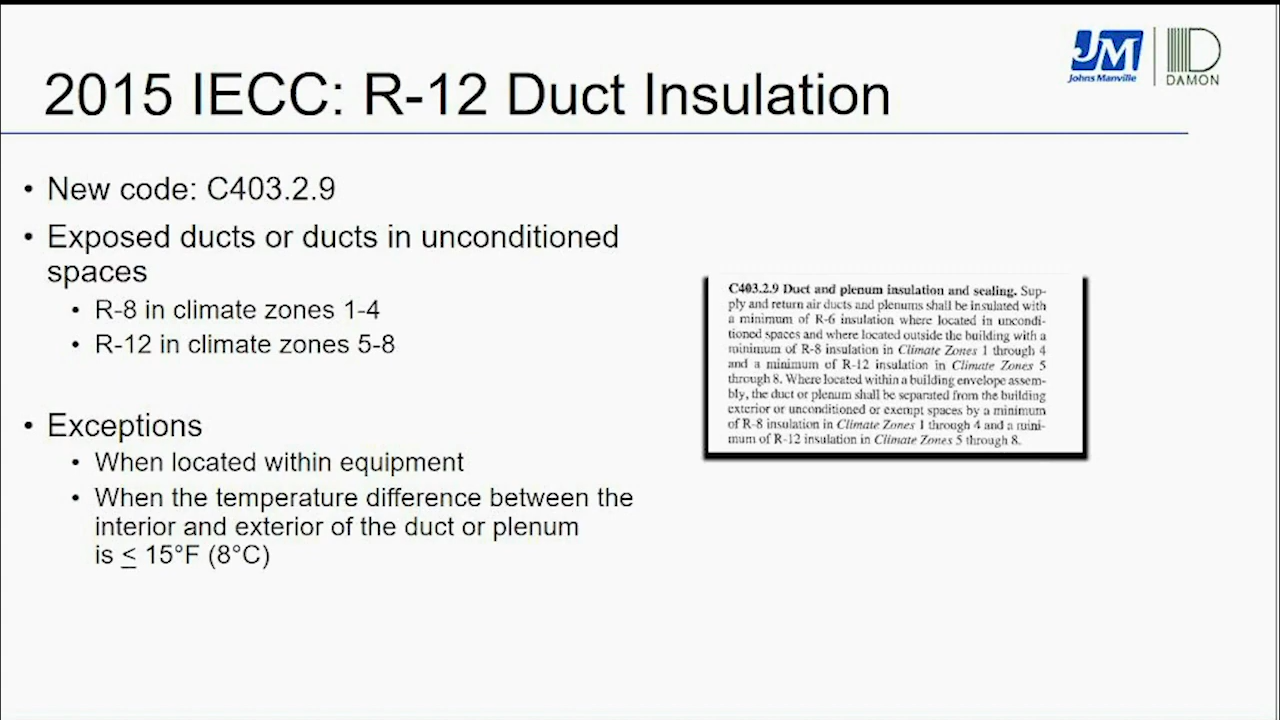 JM
Johns Manville
D
DAMON
2015 IECC: R-12 Duct Insulation
• New code: C403.2.9
• Exposed ducts or ducts in unconditioned
spaces
• R-8 in climate zones 1-4
• R-12 in climate zones 5-8
• Exceptions
• When located within equipment
• When the temperature difference between the
interior and exterior of the duct or plenum
is ≤ 15°F (8°C)
C403.2.9 Duct and plenum insulation and sealing. Sup-
ply and return air ducts and plenums shall be insulated with
a minimum of R-6 insulation where located in uncondi-
tioned spaces and where located outside the building with a
minimum of R-8 insulation in Climate Zones 1 through 4
and a minimum of R-12 insulation in Climate Zones 5
through 8. Where located within a building envelope assem-
bly, the duct or plenum shall be separated from the building
exterior or unconditioned or exempt spaces by a minimum
of R-8 insulation in Climate Zones 1 through 4 and a mini-
mum of R-12 insulation in Climate Zones 5 through 8.